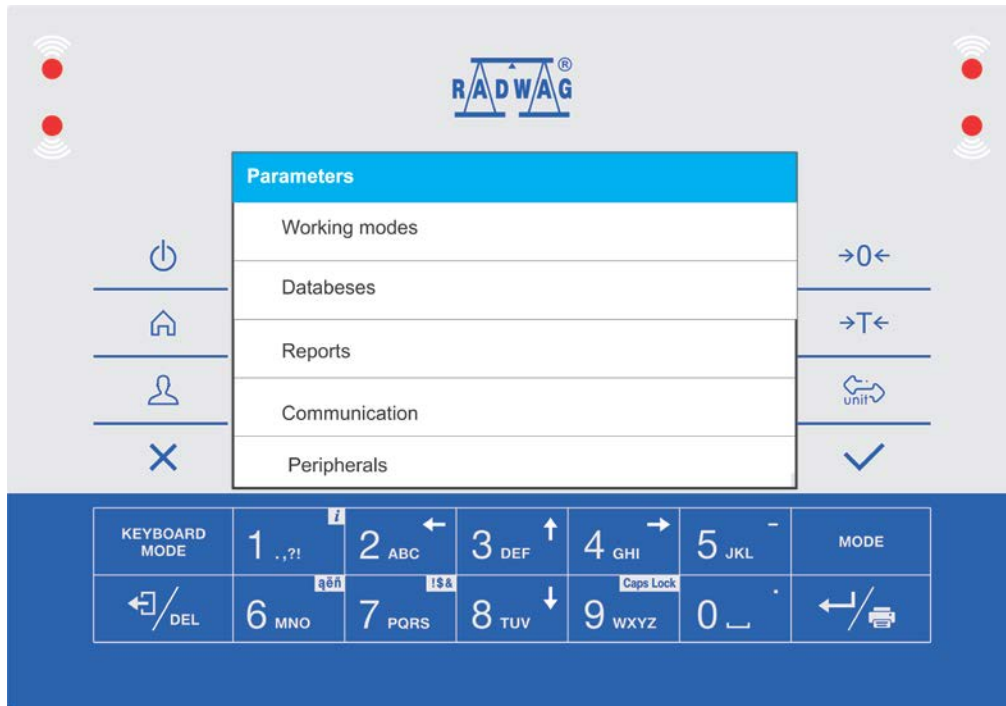 RADWAG®
Parameters
Working modes
Databeses
Reports
Communication
Peripherals
→0←
→T←
unit
KEYBOARD
MODE
1 .,?! i
2 ABC ←
3 DEF ↑
4 GHI →
5 JKL -
MODE
/DEL
6 MNO ąëñ
7 PQRS !$&
8 TUV ↓
9 WXYZ Caps Lock
0 ⎵ .